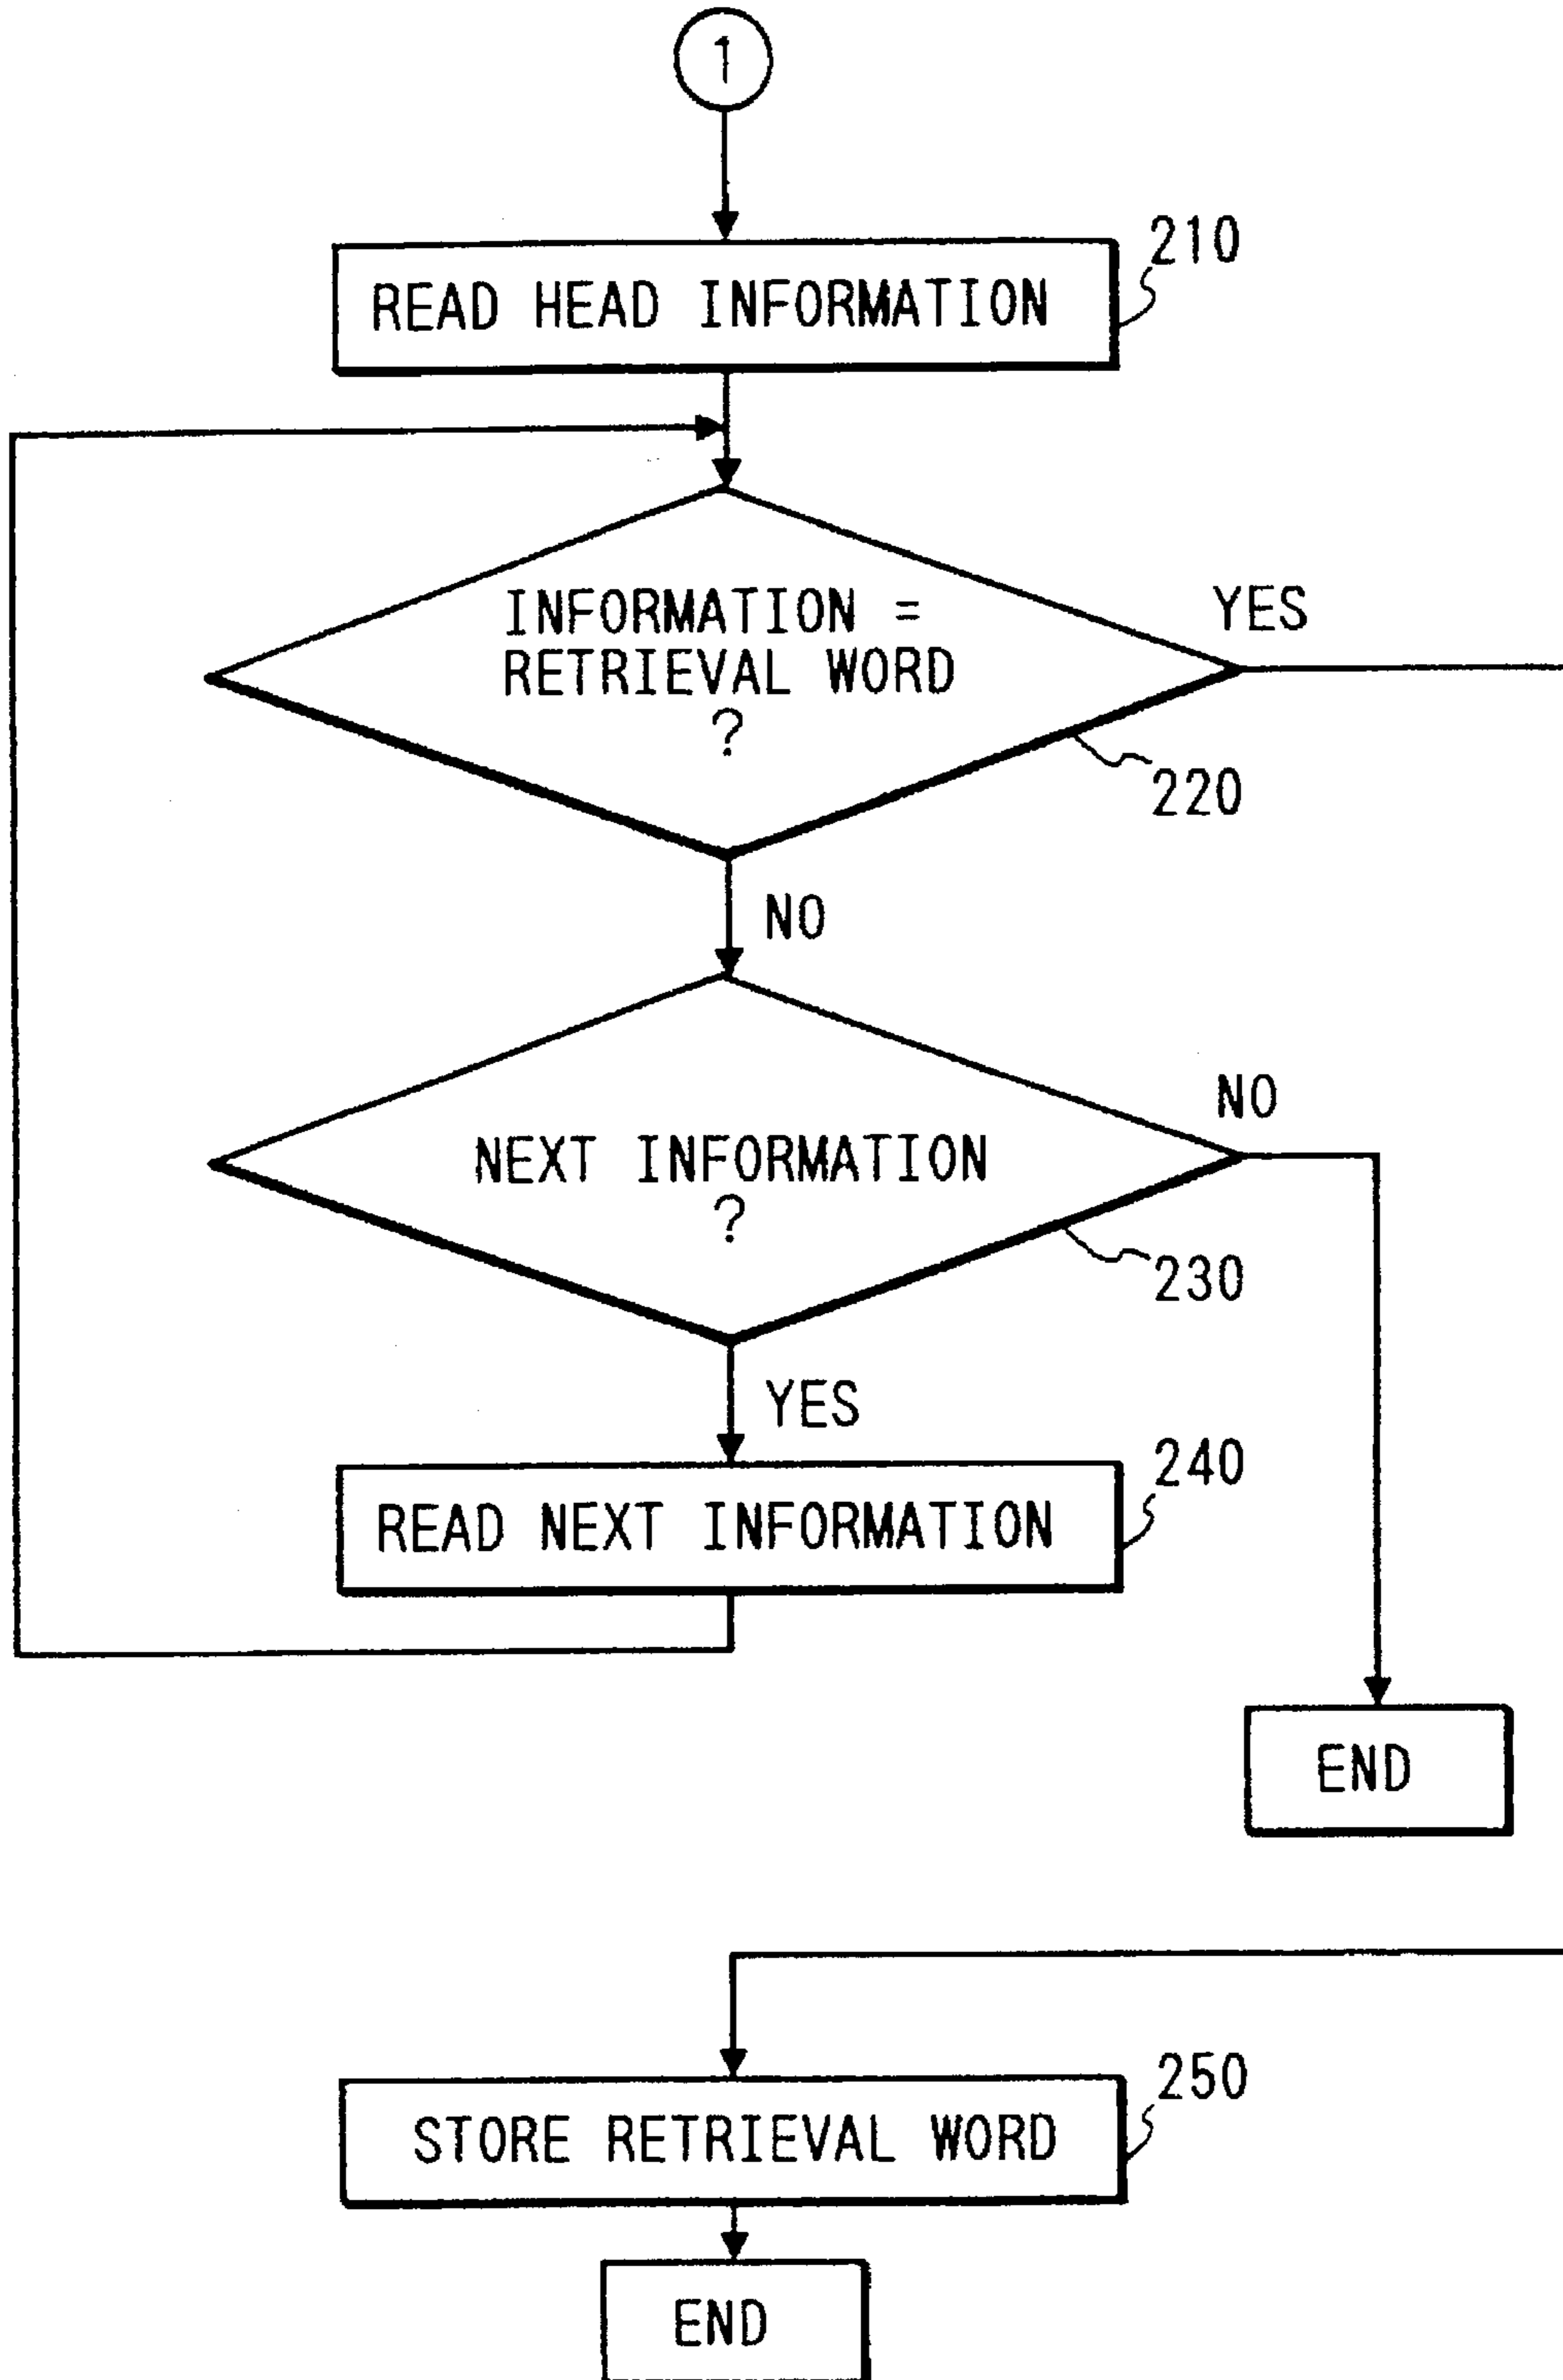 1
READ HEAD INFORMATION
210
INFORMATION =
RETRIEVAL WORD
?
YES
220
NO
NEXT INFORMATION
?
NO
230
YES
READ NEXT INFORMATION
240
END
STORE RETRIEVAL WORD
250
END